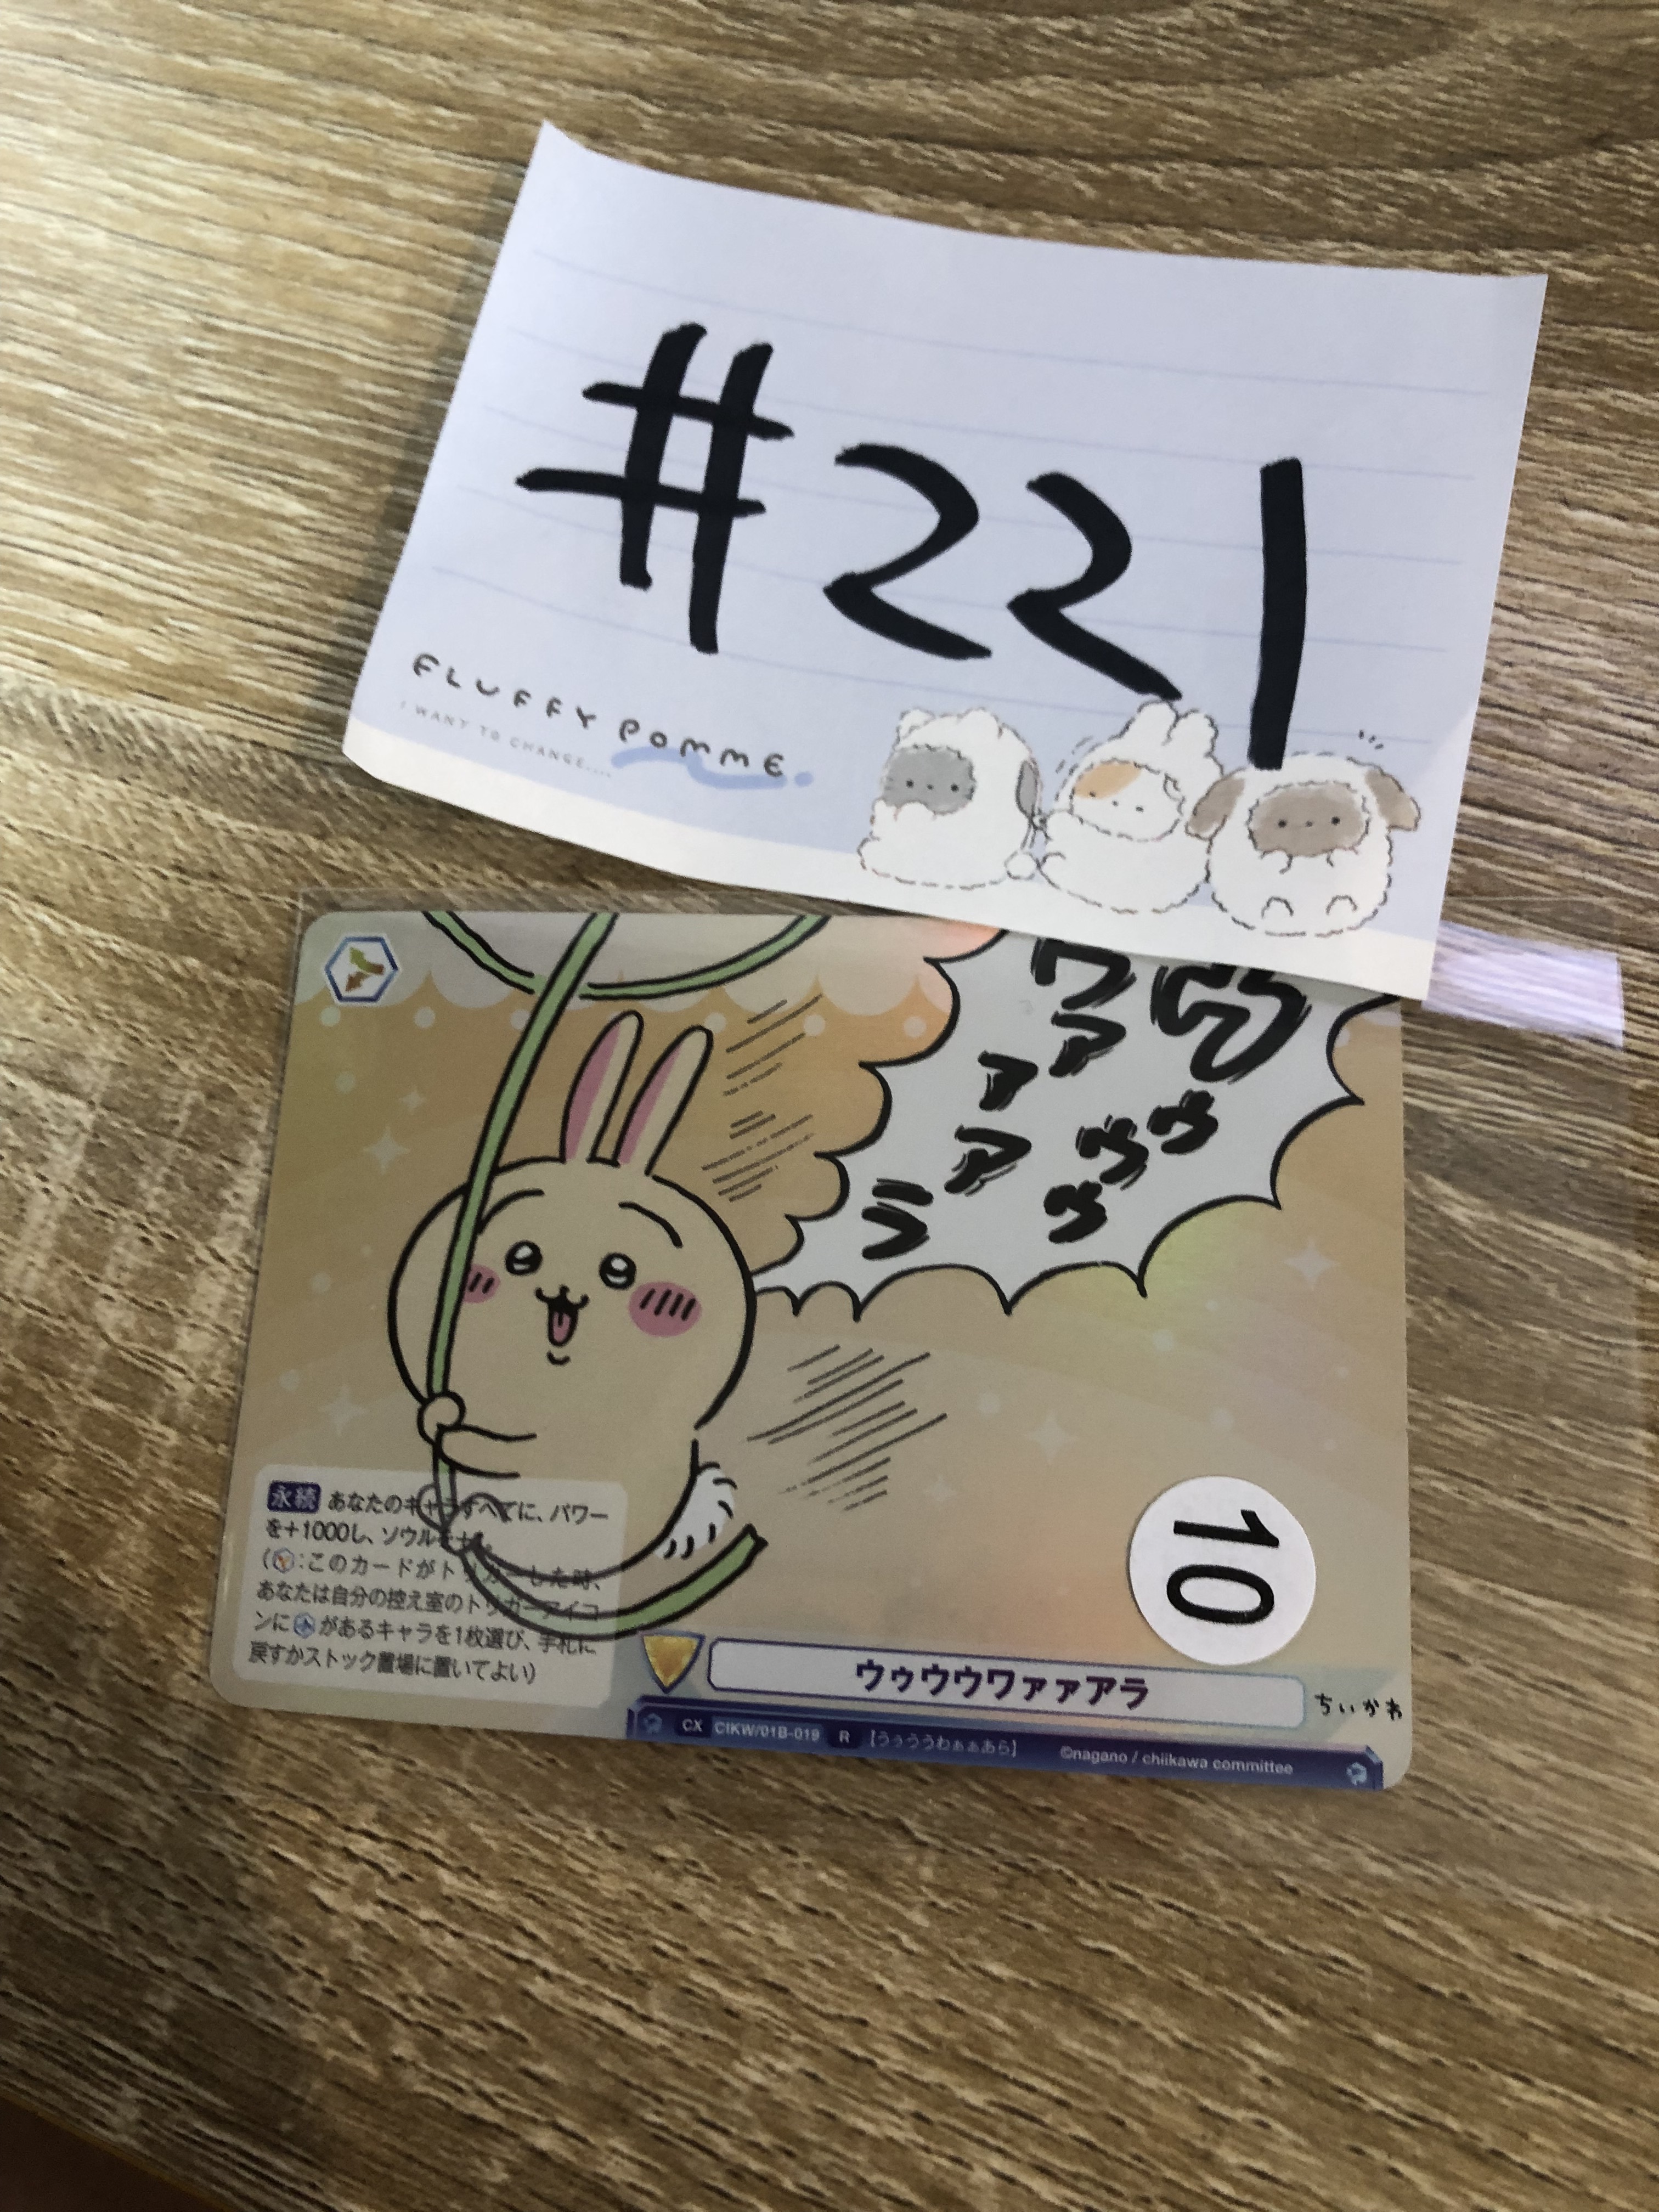 #221
FLUFFY POMME
I WANT TO CHANGE....
ワァァアラ
ウゥウウ
永続 あなたのキャラすべてに、パワー
を+1000し、ソウルを+1。
(:このカードがトリガーした時、
あなたは自分の控え室のトリガーアイコ
ンにがあるキャラを1枚選び、手札に
戻すかストック置場に置いてよい)
10
ウゥウウワァァアラ
ちいかわ
CX CIKW/01B-019 R 【うぅううわぁぁあら】 ©nagano / chiikawa committee